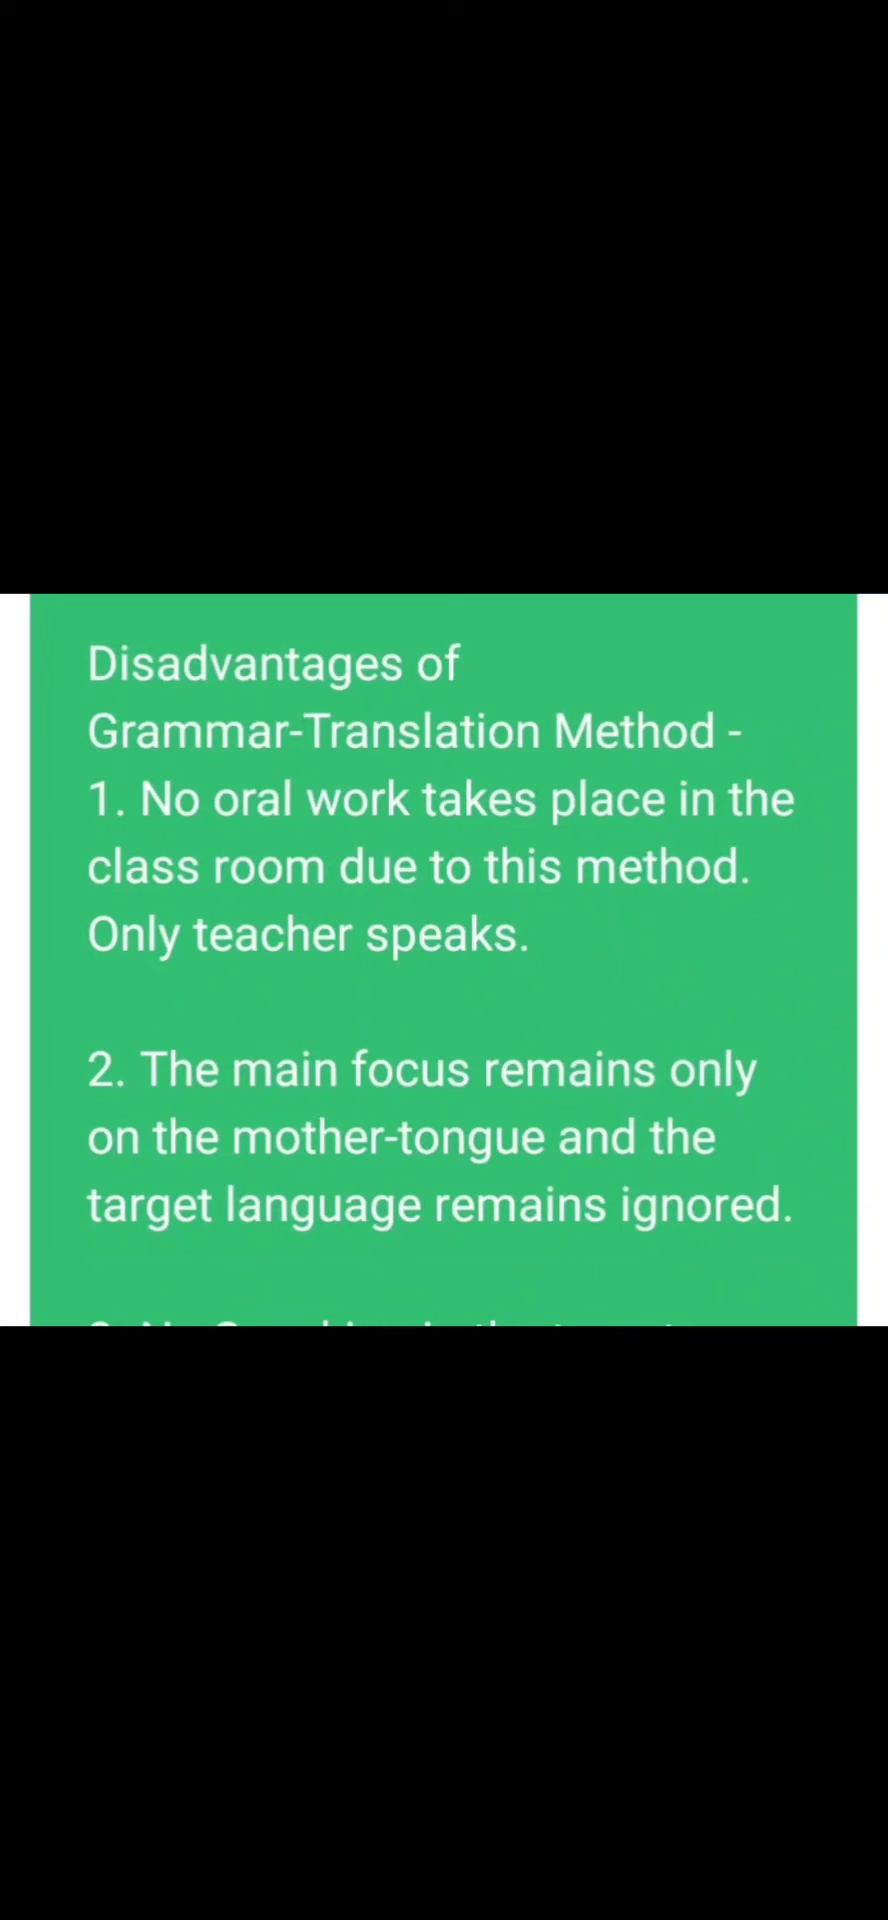 Disadvantages of
Grammar-Translation Method -
1. No oral work takes place in the
class room due to this method.
Only teacher speaks.
2. The main focus remains only
on the mother-tongue and the
target language remains ignored.